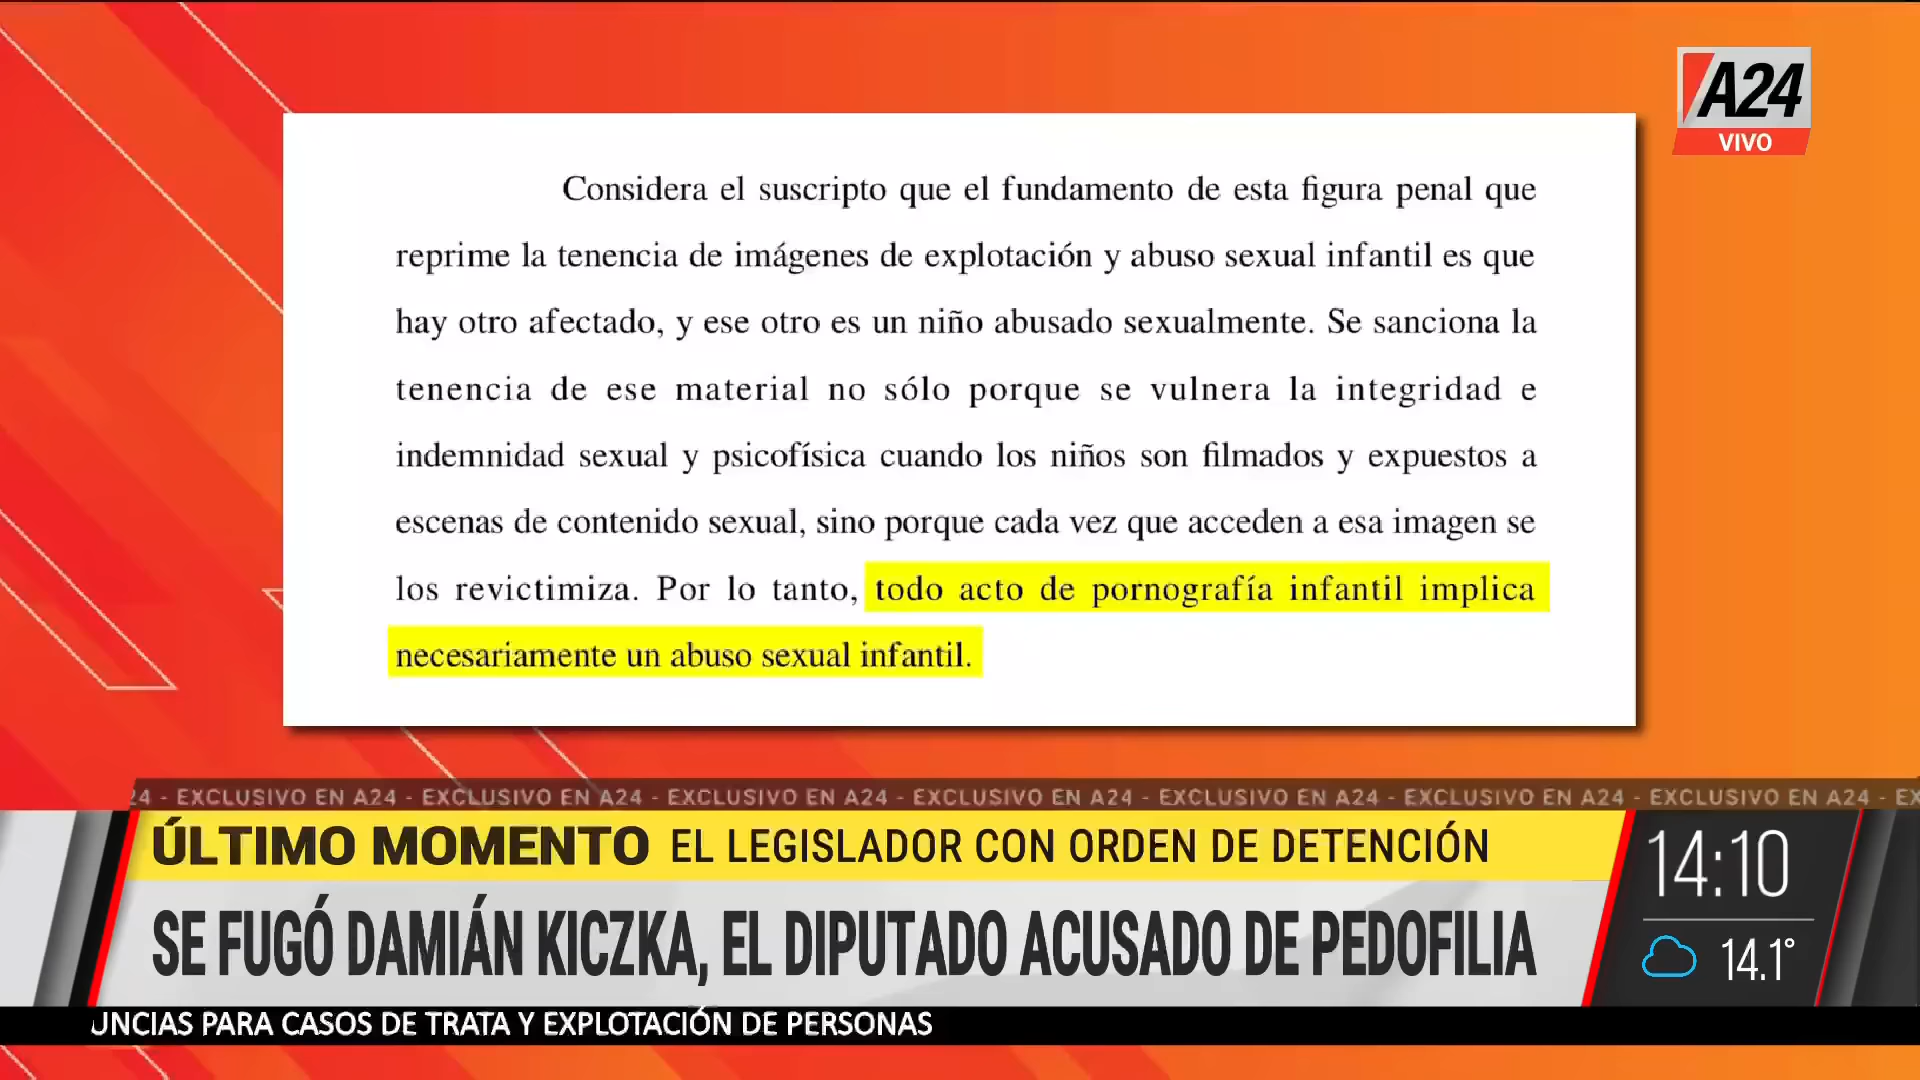 A24
VIVO
Considera el suscripto que el fundamento de esta figura penal que
reprime la tenencia de imágenes de explotación y abuso sexual infantil es que
hay otro afectado, y ese otro es un niño abusado sexualmente. Se sanciona la
tenencia de ese material no sólo porque se vulnera la integridad e
indemnidad sexual y psicofísica cuando los niños son filmados y expuestos a
escenas de contenido sexual, sino porque cada vez que acceden a esa imagen se
los revictimiza. Por lo tanto, todo acto de pornografía infantil implica
necesariamente un abuso sexual infantil.
24 - EXCLUSIVO EN A24 - EXCLUSIVO EN A24 - EXCLUSIVO EN A24 - EXCLUSIVO EN A24 - EXCLUSIVO EN A24 - EXCLUSIVO EN A24 - EXCLUSIVO EN A24 - EX
ÚLTIMO MOMENTO EL LEGISLADOR CON ORDEN DE DETENCIÓN
14:10
SE FUGÓ DAMIÁN KICZKA, EL DIPUTADO ACUSADO DE PEDOFILIA
14.1°
UNCIAS PARA CASOS DE TRATA Y EXPLOTACIÓN DE PERSONAS